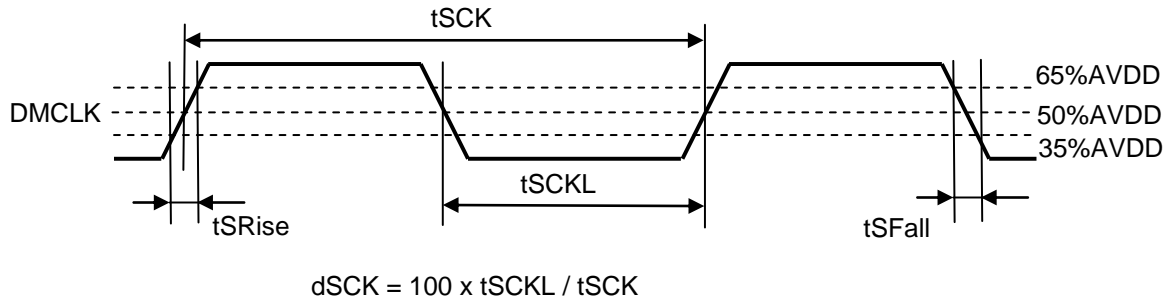 tSCK
65%AVDD
DMCLK
50%AVDD
35%AVDD
tSCKL
tSRise
tSFall
dSCK = 100 x tSCKL / tSCK